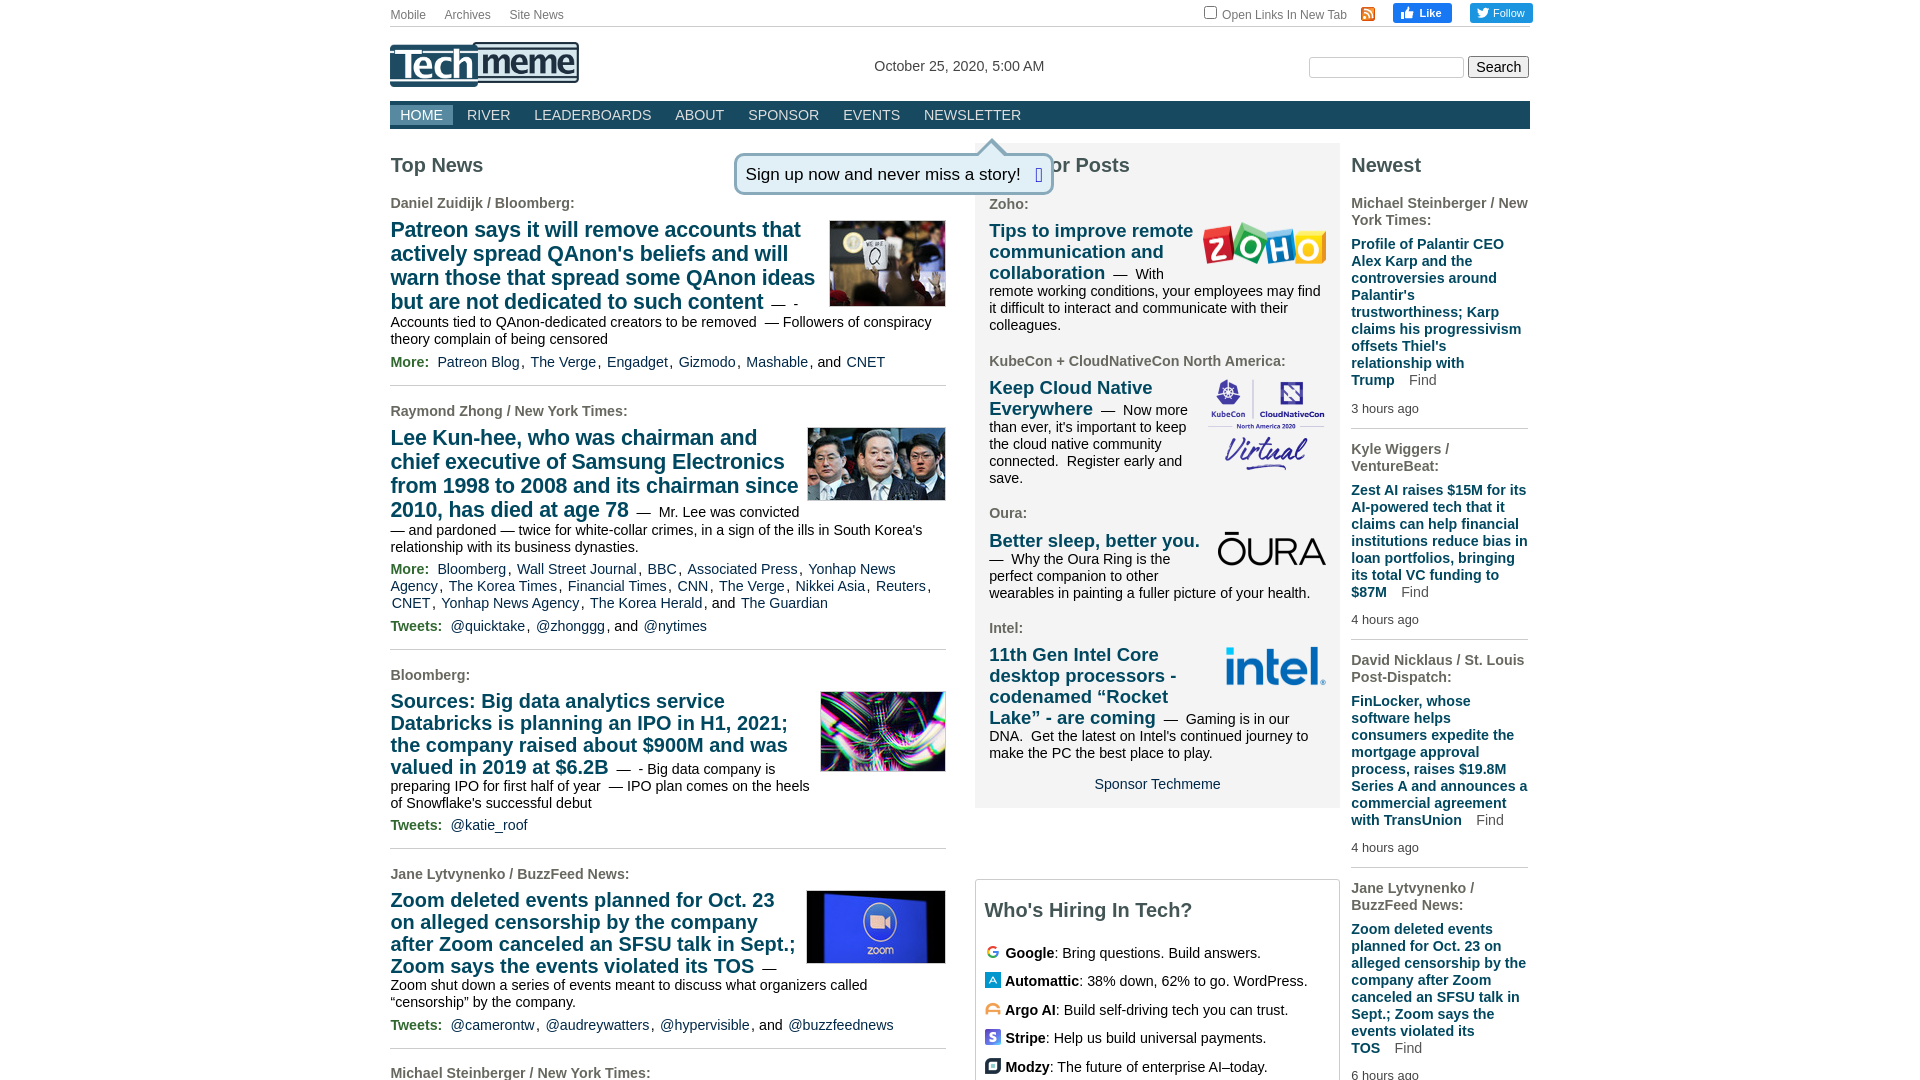 Mobile Archives Site News
Open Links In New Tab
Like
Follow
Techmeme
October 25, 2020, 5:00 AM
Search
HOME RIVER LEADERBOARDS ABOUT SPONSOR EVENTS NEWSLETTER
Sign up now and never miss a story!
Top News
Daniel Zuidijk / Bloomberg:
Patreon says it will remove accounts that
actively spread QAnon's beliefs and will
warn those that spread some QAnon ideas
but are not dedicated to such content — -
Accounts tied to QAnon-dedicated creators to be removed — Followers of conspiracy
theory complain of being censored
More: Patreon Blog, The Verge, Engadget, Gizmodo, Mashable, and CNET
Raymond Zhong / New York Times:
Lee Kun-hee, who was chairman and
chief executive of Samsung Electronics
from 1998 to 2008 and its chairman since
2010, has died at age 78 — Mr. Lee was convicted
— and pardoned — twice for white-collar crimes, in a sign of the ills in South Korea's
relationship with its business dynasties.
More: Bloomberg, Wall Street Journal, BBC, Associated Press, Yonhap News
Agency, The Korea Times, Financial Times, CNN, The Verge, Nikkei Asia, Reuters,
CNET, Yonhap News Agency, The Korea Herald, and The Guardian
Tweets: @quicktake, @zhonggg, and @nytimes
Bloomberg:
Sources: Big data analytics service
Databricks is planning an IPO in H1, 2021;
the company raised about $900M and was
valued in 2019 at $6.2B — - Big data company is
preparing IPO for first half of year — IPO plan comes on the heels
of Snowflake's successful debut
Tweets: @katie_roof
Jane Lytvynenko / BuzzFeed News:
Zoom deleted events planned for Oct. 23
on alleged censorship by the company
after Zoom canceled an SFSU talk in Sept.;
Zoom says the events violated its TOS —
Zoom shut down a series of events meant to discuss what organizers called
“censorship” by the company.
zoom
Tweets: @camerontw, @audreywatters, @hypervisible, and @buzzfeednews
Michael Steinberger / New York Times:
or Posts
Zoho:
Tips to improve remote
communication and
collaboration — With
remote working conditions, your employees may find
it difficult to interact and communicate with their
colleagues.
ZOHO
KubeCon + CloudNativeCon North America:
Keep Cloud Native
Everywhere — Now more
than ever, it's important to keep
the cloud native community
connected. Register early and
save.
KubeCon CloudNativeCon
North America 2020
Virtual
Oura:
Better sleep, better you.
— Why the Oura Ring is the
perfect companion to other
wearables in painting a fuller picture of your health.
ŌURA
Intel:
11th Gen Intel Core
desktop processors -
codenamed “Rocket
Lake” - are coming — Gaming is in our
DNA. Get the latest on Intel's continued journey to
make the PC the best place to play.
intel
Sponsor Techmeme
Who's Hiring In Tech?
Google: Bring questions. Build answers.
Automattic: 38% down, 62% to go. WordPress.
Argo AI: Build self-driving tech you can trust.
Stripe: Help us build universal payments.
Modzy: The future of enterprise AI–today.
Newest
Michael Steinberger / New
York Times:
Profile of Palantir CEO
Alex Karp and the
controversies around
Palantir's
trustworthiness; Karp
claims his progressivism
offsets Thiel's
relationship with
Trump Find
3 hours ago
Kyle Wiggers /
VentureBeat:
Zest AI raises $15M for its
AI-powered tech that it
claims can help financial
institutions reduce bias in
loan portfolios, bringing
its total VC funding to
$87M Find
4 hours ago
David Nicklaus / St. Louis
Post-Dispatch:
FinLocker, whose
software helps
consumers expedite the
mortgage approval
process, raises $19.8M
Series A and announces a
commercial agreement
with TransUnion Find
4 hours ago
Jane Lytvynenko /
BuzzFeed News:
Zoom deleted events
planned for Oct. 23 on
alleged censorship by the
company after Zoom
canceled an SFSU talk in
Sept.; Zoom says the
events violated its
TOS Find
6 hours ago